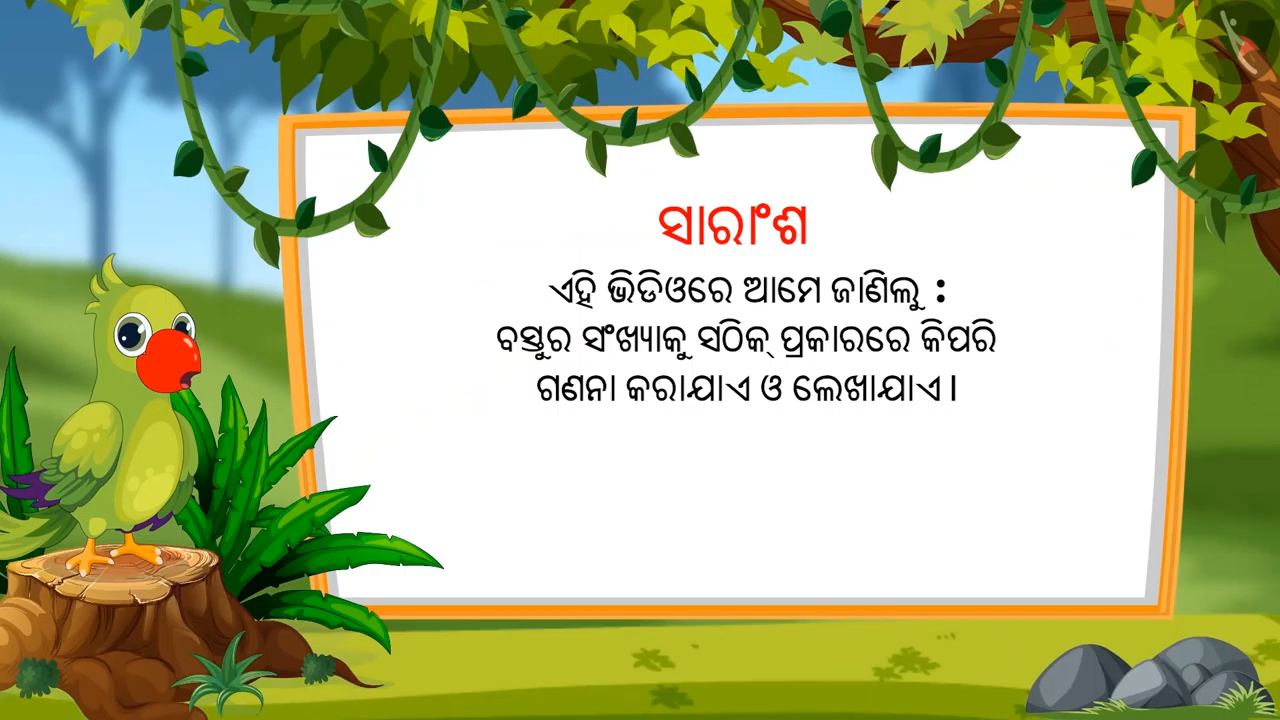 ସାରାଂଶ
ଏହି ଭିଡିଓରେ ଆମେ ଜାଣିଲୁ :
ବସ୍ତୁର ସଂଖ୍ୟାକୁ ସଠିକ୍ ପ୍ରକାରରେ କିପରି
ଗଣନା କରାଯାଏ ଓ ଲେଖାଯାଏ ।